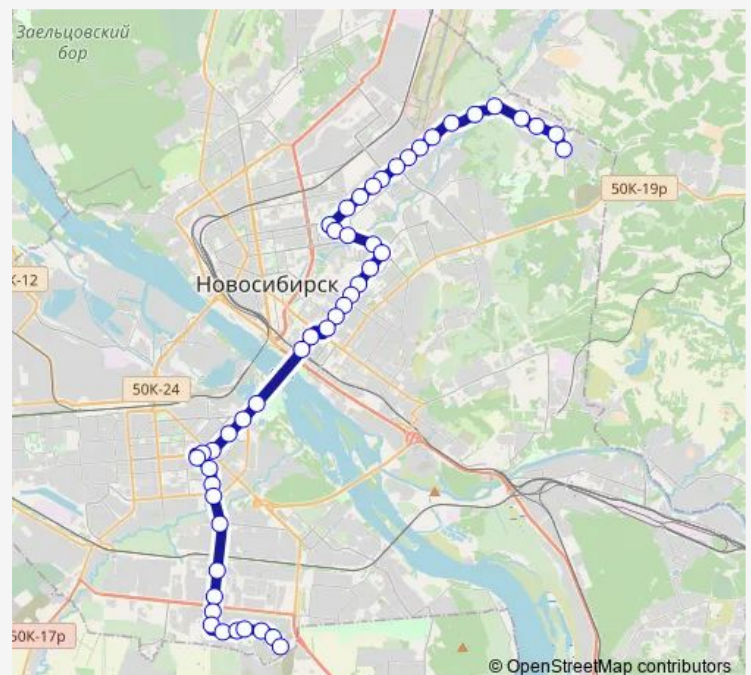 Заельцовский
бор
50К-19р
Новосибирск
К-12
50К-24
50К-17р
© OpenStreetMap contributors